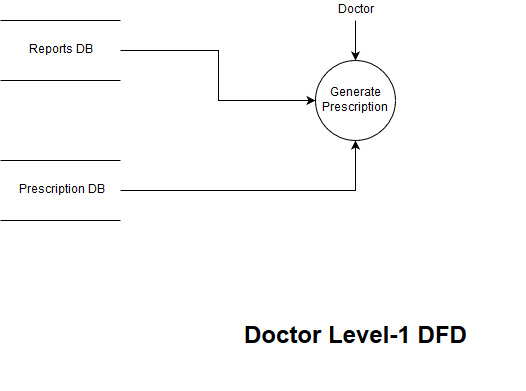 Doctor
Reports DB
Generate
Prescription
Prescription DB
Doctor Level-1 DFD